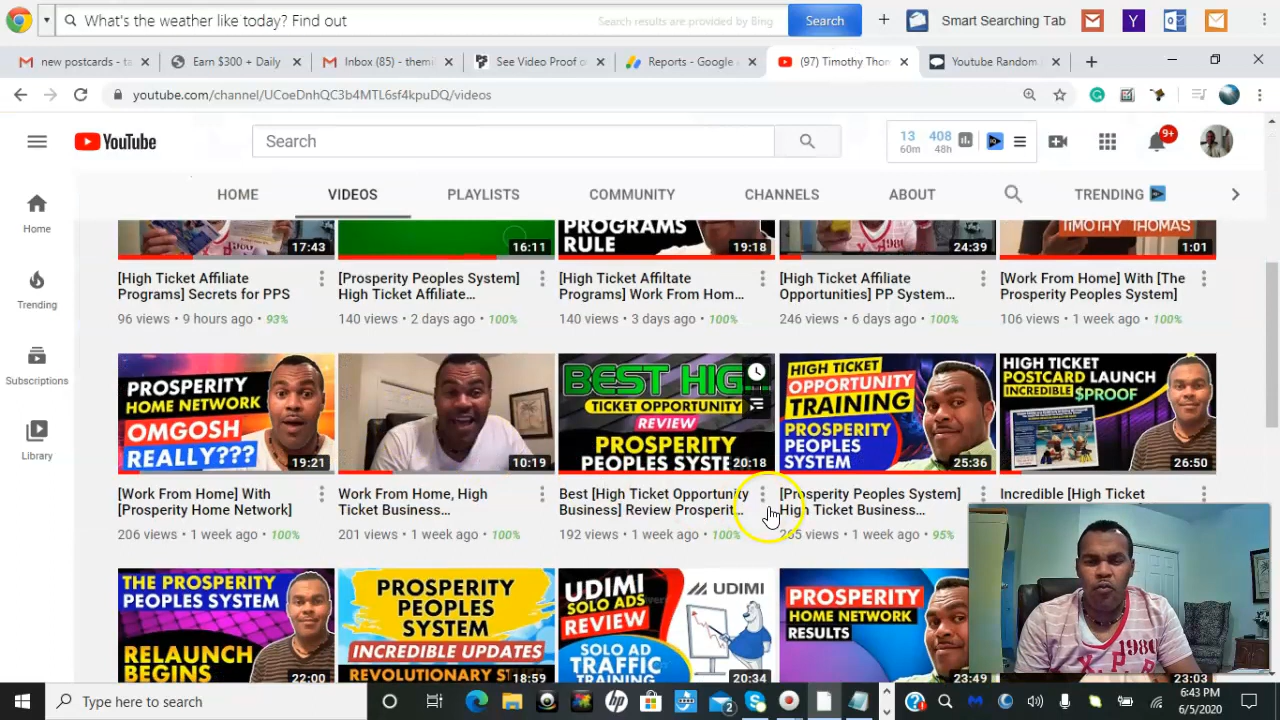 What's the weather like today? Find out
Search results are provided by Bing
Search
Smart Searching Tab
new postcards - ta
Earn $300 + Daily
Inbox (85) - themi
See Video Proof o
Reports - Google
(97) Timothy Thom
Youtube Random
youtube.com/channel/UCoeDnhQC3b4MTL6sf4kpuDQ/videos
YouTube
Search
13
60m
408
48h
9+
HOME
VIDEOS
PLAYLISTS
COMMUNITY
CHANNELS
ABOUT
TRENDING
Home
Trending
Subscriptions
Library
17:43
16:11
PROGRAMS
RULE
19:18
24:39
TIMOTHY THOMAS
1:01
[High Ticket Affiliate
Programs] Secrets for PPS
96 views • 9 hours ago • 93%
[Prosperity Peoples System]
High Ticket Affiliate...
140 views • 2 days ago • 100%
[High Ticket Affiltate
Programs] Work From Hom...
140 views • 3 days ago • 100%
[High Ticket Affiliate
Opportunities] PP System...
246 views • 6 days ago • 100%
[Work From Home] With [The
Prosperity Peoples System]
106 views • 1 week ago • 100%
PROSPERITY
HOME NETWORK
OMGOSH
REALLY???
19:21
10:19
BEST HIG
TICKET OPPORTUNITY
REVIEW
PROSPERITY
PEOPLES SYSTE
20:18
HIGH TICKET
OPPORTUNITY
TRAINING
PROSPERITY
PEOPLES
SYSTEM
25:36
HIGH TICKET
POSTCARD LAUNCH
INCREDIBLE $PROOF
26:50
[Work From Home] With
[Prosperity Home Network]
206 views • 1 week ago • 100%
Work From Home, High
Ticket Business...
201 views • 1 week ago • 100%
Best [High Ticket Opportunity
Business] Review Prosperit...
192 views • 1 week ago • 100%
[Prosperity Peoples System]
High Ticket Business...
265 views • 1 week ago • 95%
Incredible [High Ticket
THE PROSPERITY
PEOPLES SYSTEM
RELAUNCH
BEGINS
22:00
PROSPERITY
PEOPLES
SYSTEM
INCREDIBLE UPDATES
REVOLUTIONARY
18:59
UDIMI
SOLO ADS
REVIEW
SOLO AD
TRAFFIC
UDIMI
20:34
PROSPERITY
HOME NETWORK
RESULTS
23:49
23:03
1980
X.P.R
Type here to search
2
6:43 PM
6/5/2020